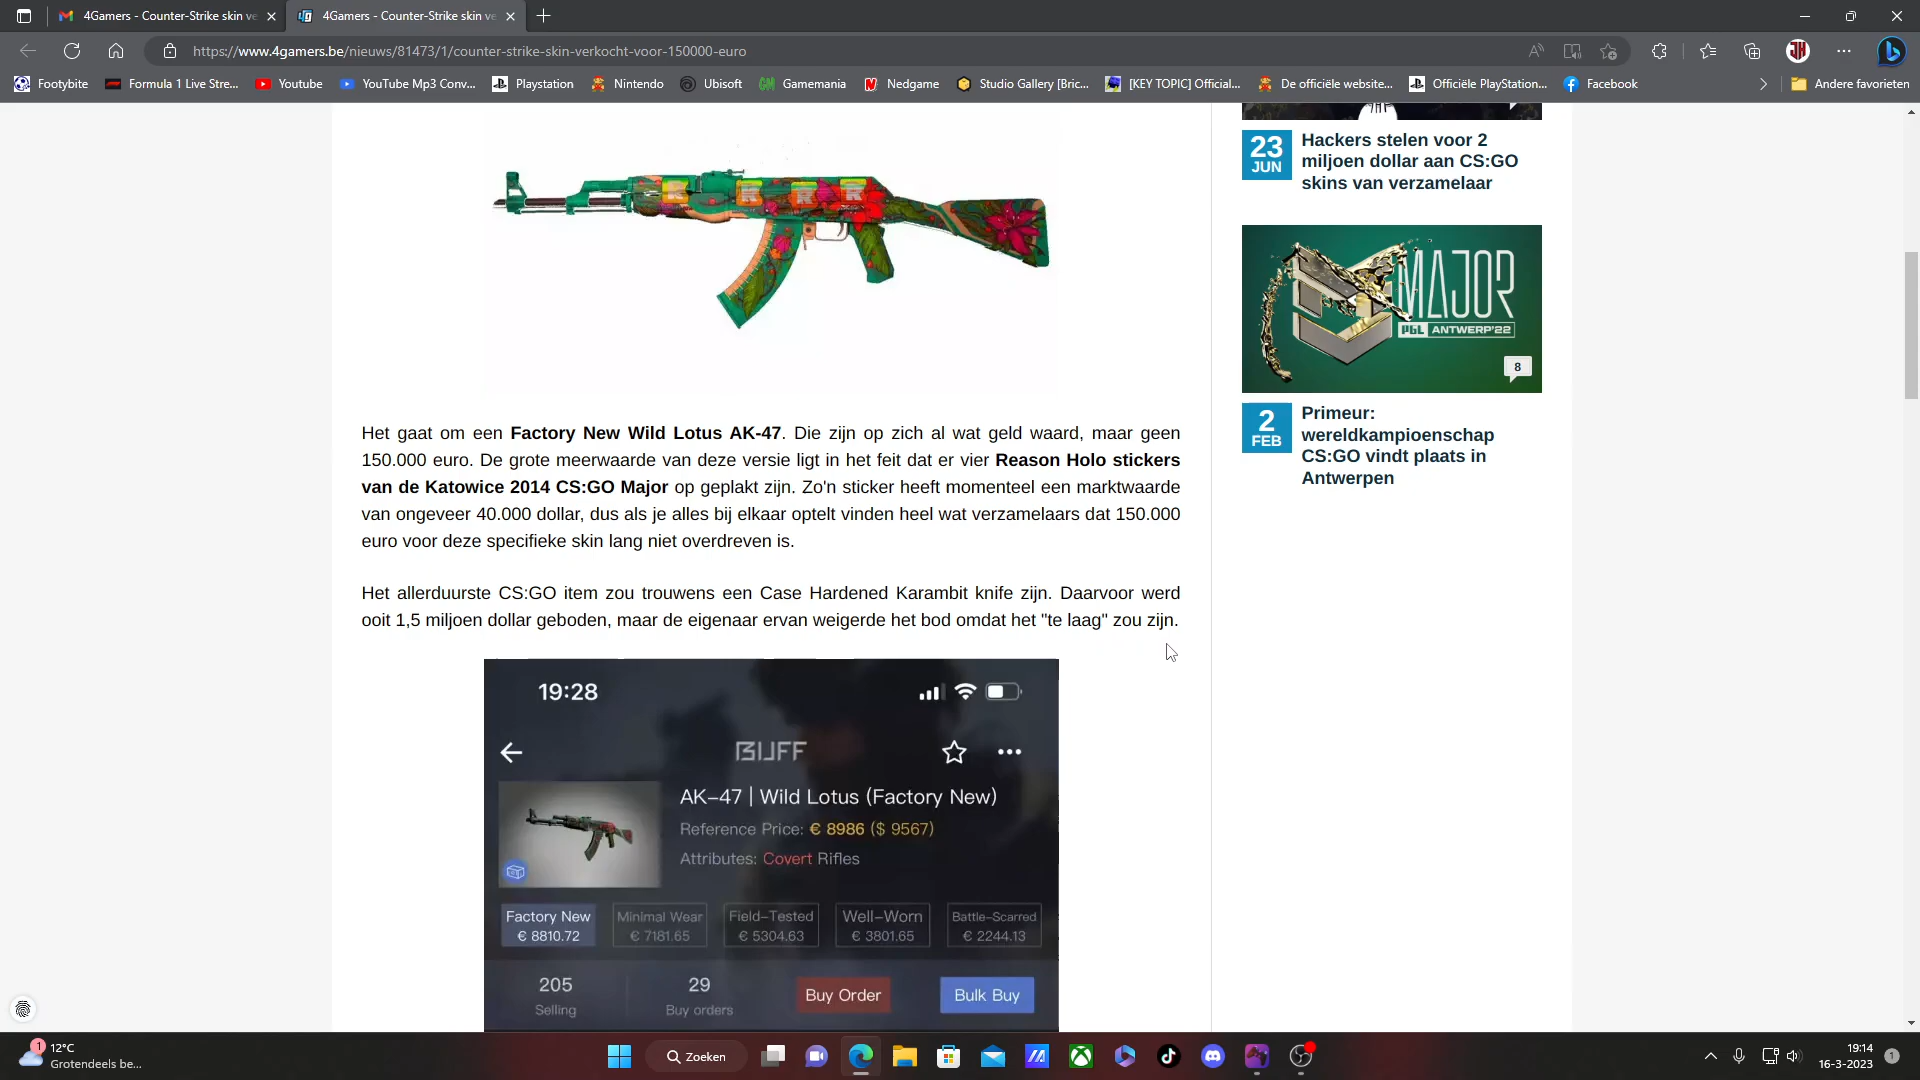 4Gamers - Counter-Strike skin ve
4Gamers - Counter-Strike skin ve
https://www.4gamers.be/nieuws/81473/1/counter-strike-skin-verkocht-voor-150000-euro
Footybite
Formula 1 Live Stre...
Youtube
YouTube Mp3 Conv...
Playstation
Nintendo
Ubisoft
Gamemania
Nedgame
Studio Gallery [Bric...
[KEY TOPIC] Official...
De officiële website...
Officiële PlayStation...
Facebook
Andere favorieten
23
JUN
Hackers stelen voor 2
miljoen dollar aan CS:GO
skins van verzamelaar
MAJOR
PGL ANTWERP'22
8
2
FEB
Primeur:
wereldkampioenschap
CS:GO vindt plaats in
Antwerpen
Het gaat om een Factory New Wild Lotus AK-47. Die zijn op zich al wat geld waard, maar geen
150.000 euro. De grote meerwaarde van deze versie ligt in het feit dat er vier Reason Holo stickers
van de Katowice 2014 CS:GO Major op geplakt zijn. Zo'n sticker heeft momenteel een marktwaarde
van ongeveer 40.000 dollar, dus als je alles bij elkaar optelt vinden heel wat verzamelaars dat 150.000
euro voor deze specifieke skin lang niet overdreven is.
Het allerduurste CS:GO item zou trouwens een Case Hardened Karambit knife zijn. Daarvoor werd
ooit 1,5 miljoen dollar geboden, maar de eigenaar ervan weigerde het bod omdat het "te laag" zou zijn.
19:28
BUFF
AK-47 | Wild Lotus (Factory New)
Reference Price: € 8986 ($ 9567)
Attributes: Covert Rifles
Factory New
€ 8810.72
Minimal Wear
€ 7181.65
Field-Tested
€ 5304.63
Well-Worn
€ 3801.65
Battle-Scarred
€ 2244.13
205
Selling
29
Buy orders
Buy Order
Bulk Buy
1
12°C
Grotendeels be...
Zoeken
19:14
16-3-2023
1